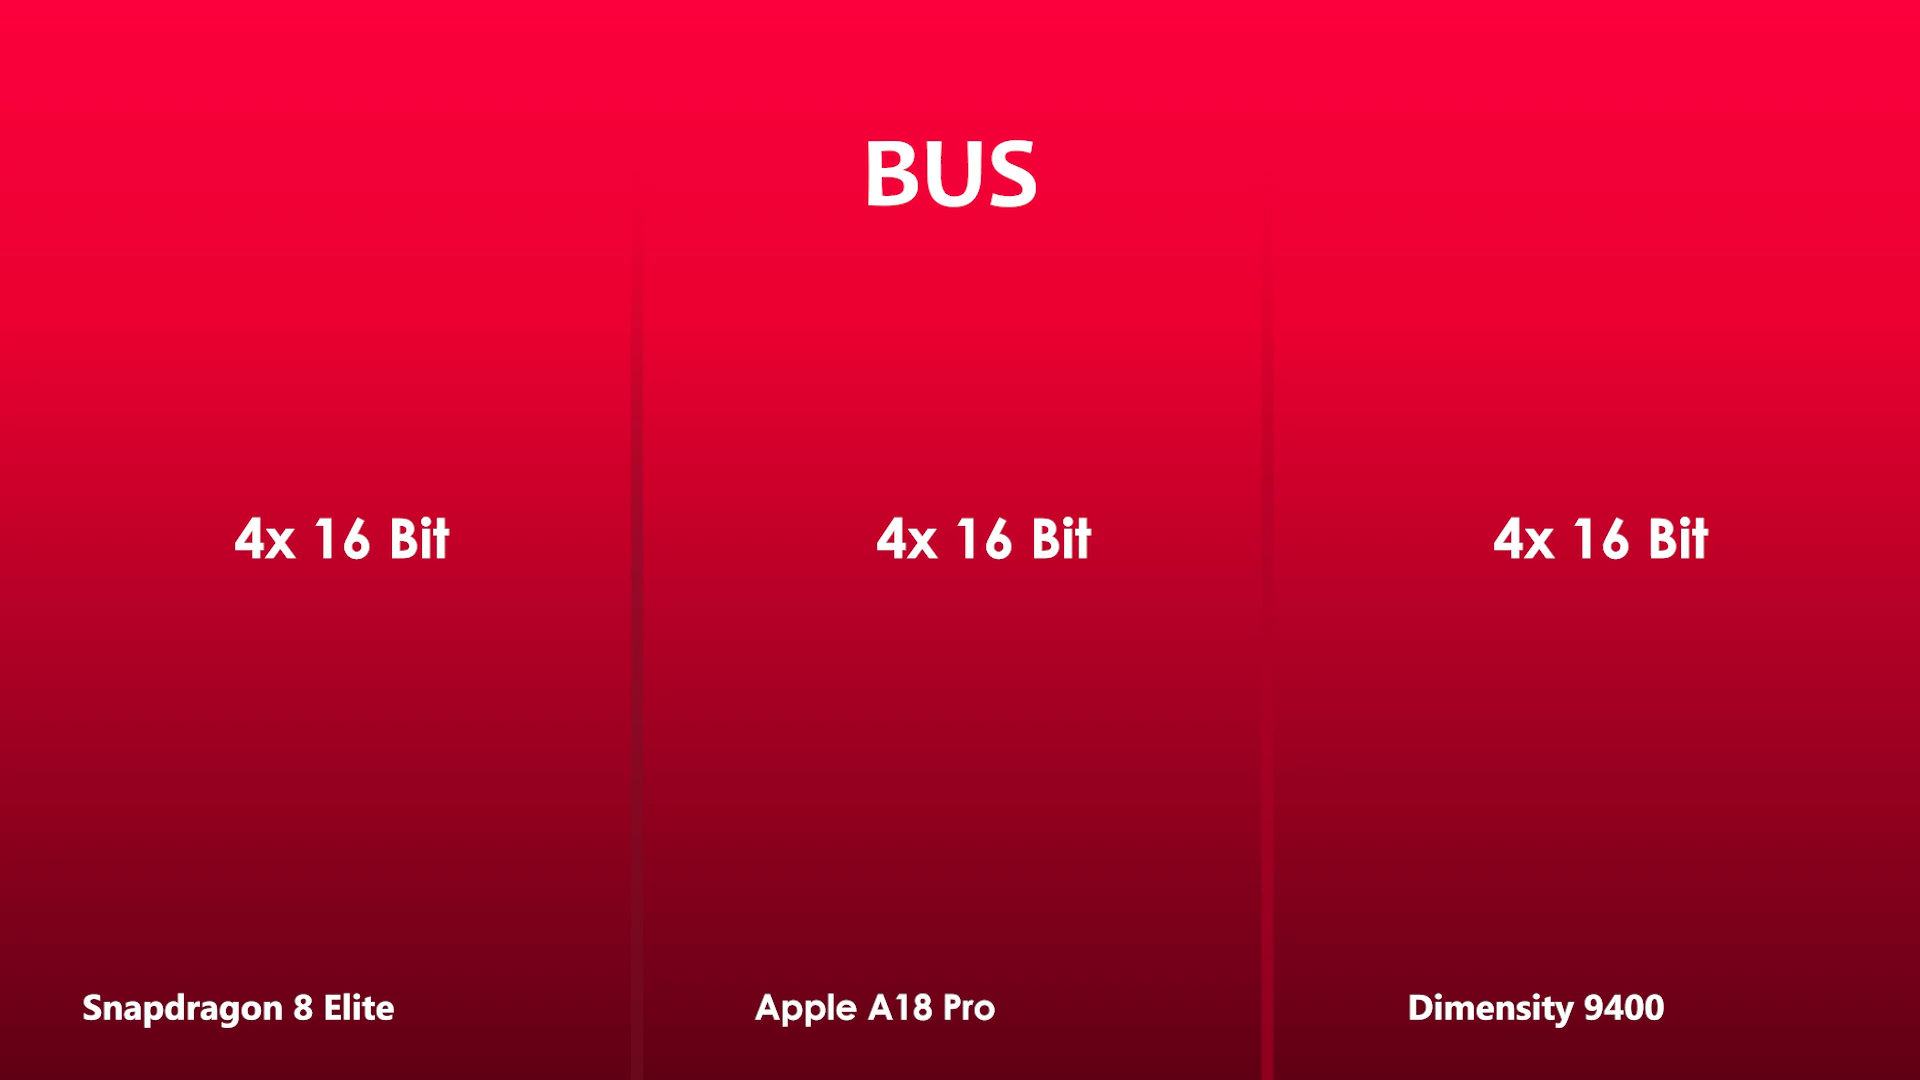 BUS
4x 16 Bit
4x 16 Bit
4x 16 Bit
Snapdragon 8 Elite
Apple A18 Pro
Dimensity 9400